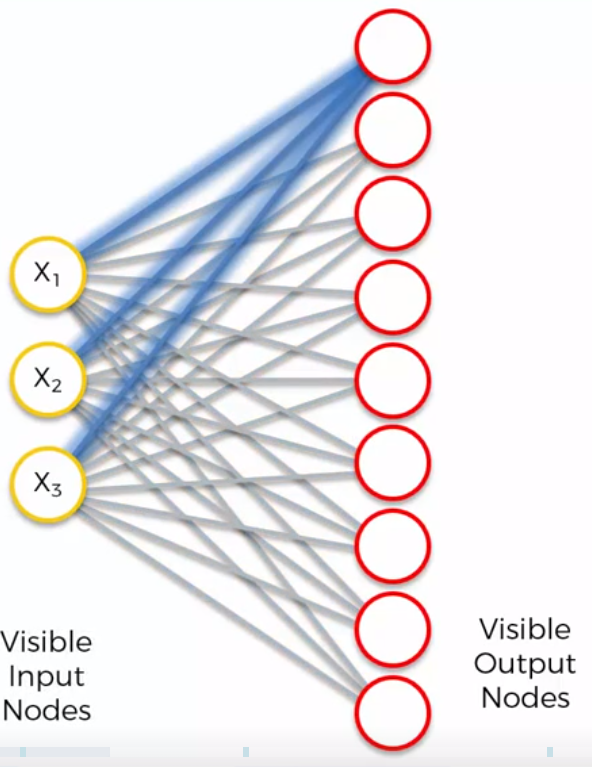 X₁
X₂
X₃
Visible
Input
Nodes
Visible
Output
Nodes